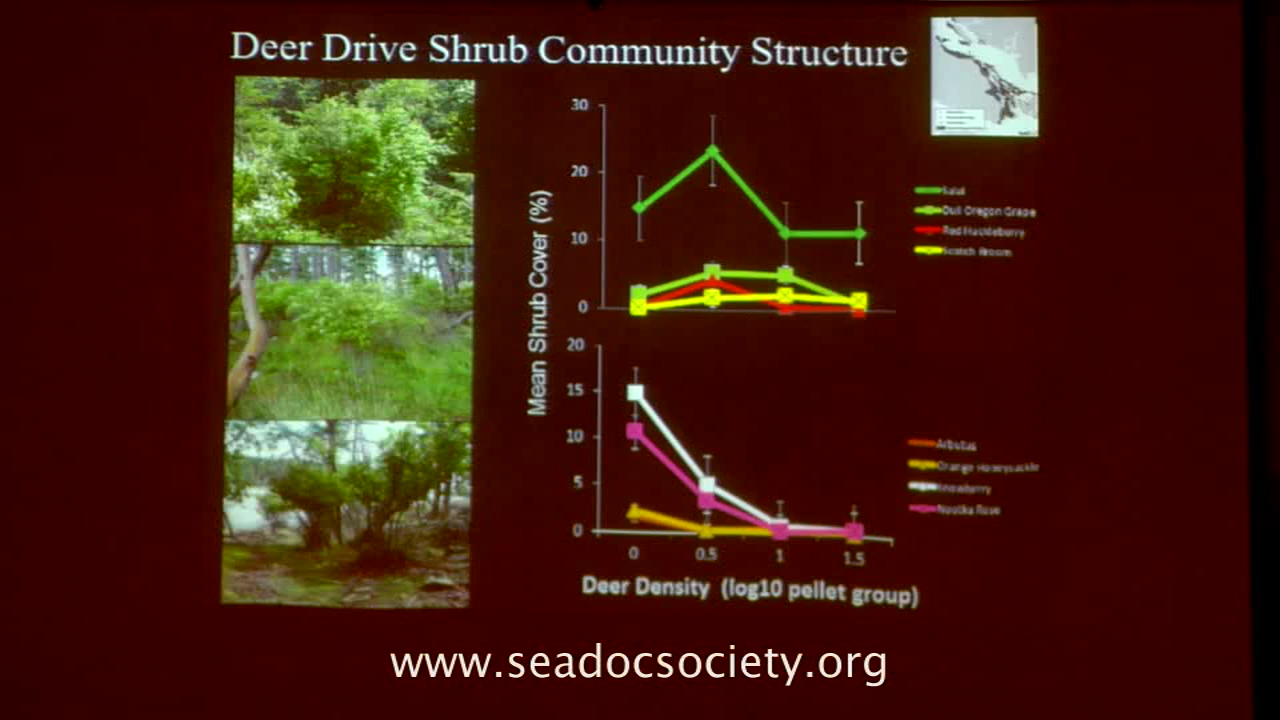 Deer Drive Shrub Community Structure
Mean Shrub Cover (%)
30
20
10
0
Salal
Dull Oregon Grape
Red Huckleberry
Scotch Broom
20
15
10
5
0
0 0.5 1 1.5
Deer Density (log10 pellet group)
Arbutus
Orange Honeysuckle
Snowberry
Nootka Rose
www.seadocsociety.org